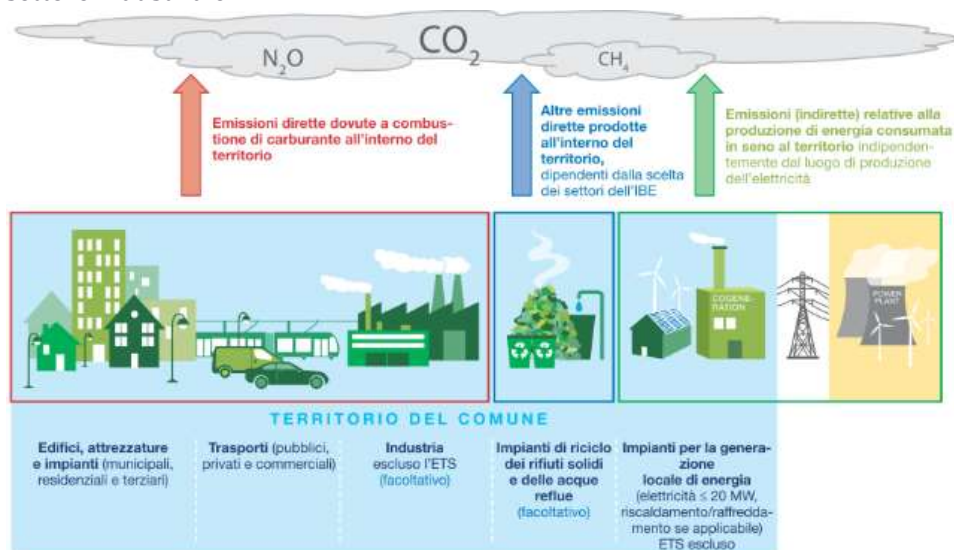 CO2
N2O
CH4
Emissioni dirette dovute a combus-
tione di carburante all'interno del
territorio
Altre emissioni
dirette prodotte
all'interno del
territorio,
dipendenti dalla scelta
dei settori dell'IBE
Emissioni (indirette) relative alla
produzione di energia consumata
in seno al territorio indipenden-
temente dal luogo di produzione
dell'elettricità
COGENE-
RATION
POWER
PLANT
TERRITORIO DEL COMUNE
Edifici, attrezzature
e impianti (municipali,
residenziali e terziari)
Trasporti (pubblici,
privati e commerciali)
Industria
escluso l'ETS
(facoltativo)
Impianti di riciclo
dei rifiuti solidi
e delle acque
reflue
(facoltativo)
Impianti per la genera-
zione
locale di energia
(elettricità ≤ 20 MW,
riscaldamento/raffredda-
mento se applicabile)
ETS escluso